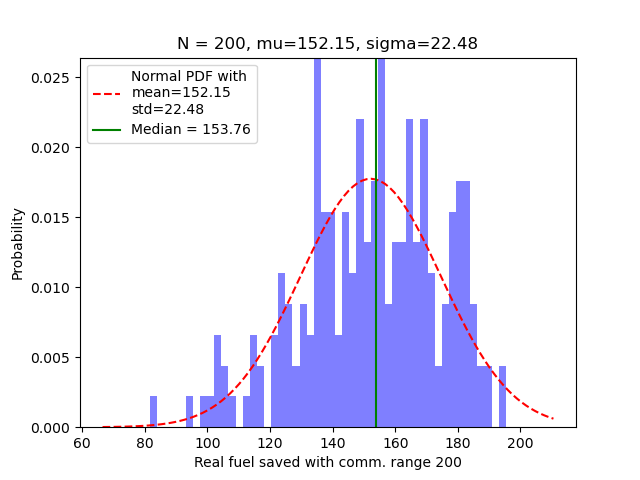 N = 200, mu=152.15, sigma=22.48
Normal PDF with
mean=152.15
std=22.48
Median = 153.76
Probability
0.025
0.020
0.015
0.010
0.005
0.000
60 80 100 120 140 160 180 200
Real fuel saved with comm. range 200